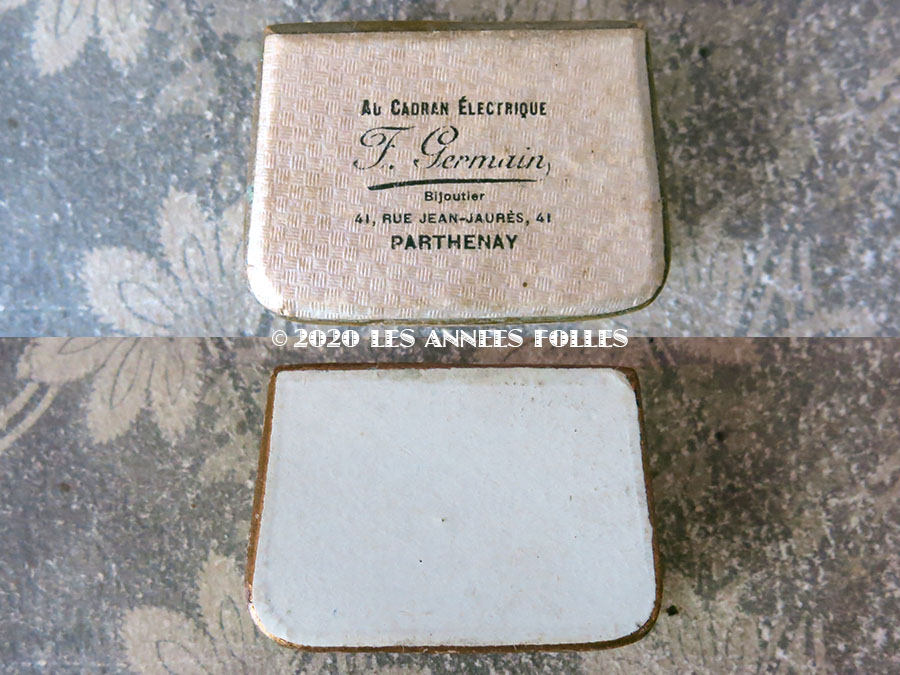 AU CADRAN ÉLECTRIQUE
F. Germain,
Bijoutier
41, RUE JEAN-JAURÈS, 41
PARTHENAY
© 2020 LES ANNEES FOLLES